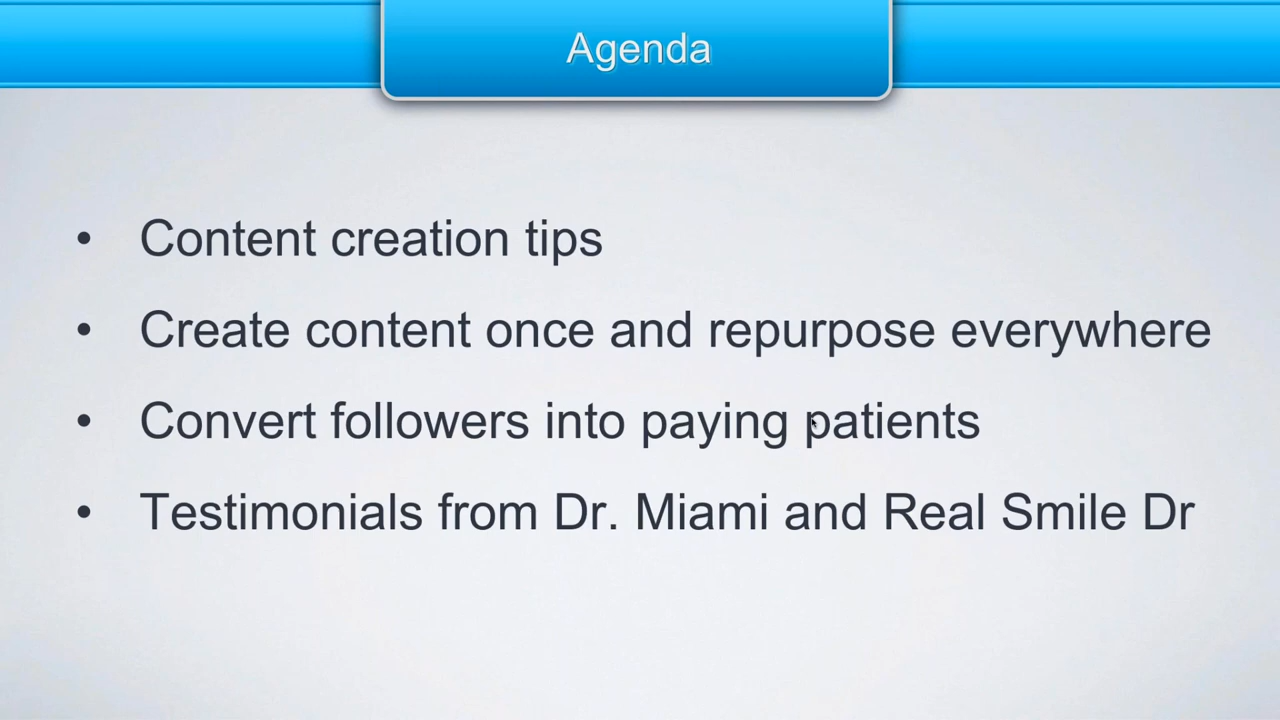 Agenda
• Content creation tips
• Create content once and repurpose everywhere
• Convert followers into paying patients
• Testimonials from Dr. Miami and Real Smile Dr